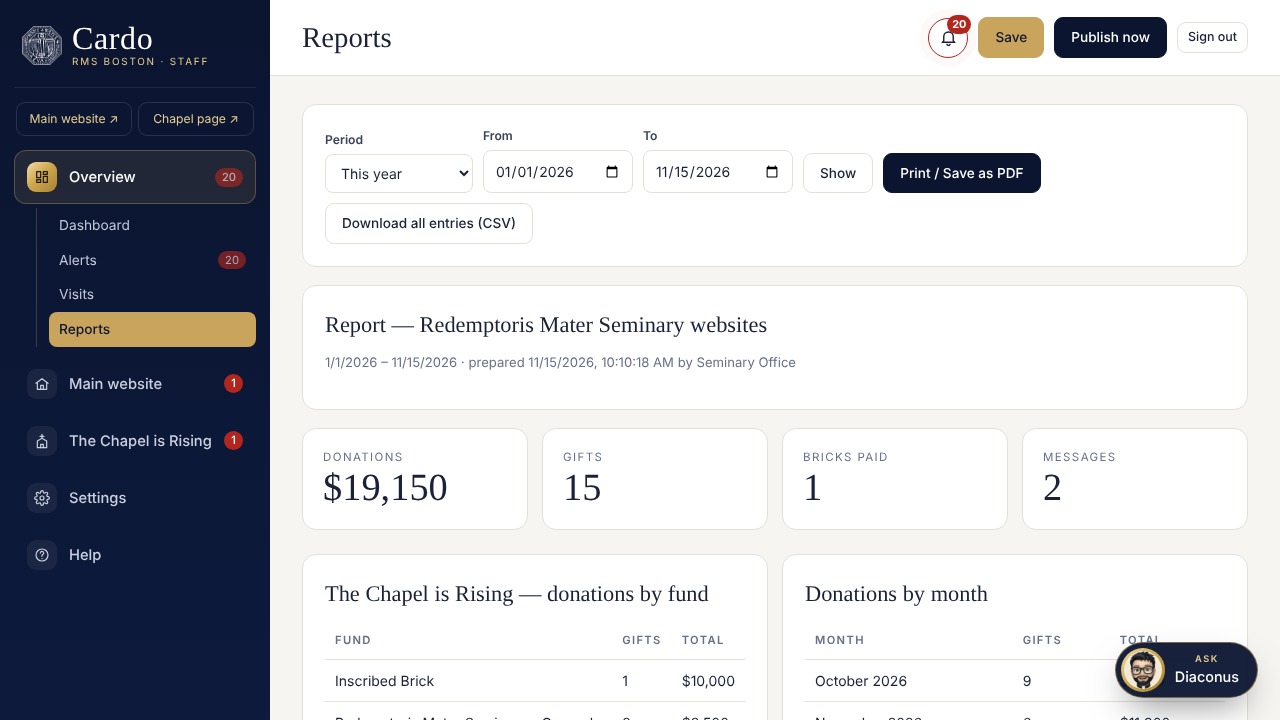 Cardo
RMS BOSTON · STAFF
Main website ↗
Chapel page ↗
Overview
20
Dashboard
Alerts
20
Visits
Reports
Main website
1
The Chapel is Rising
1
Settings
Help
Reports
20
Save
Publish now
Sign out
Period
This year
From
01/01/2026
To
11/15/2026
Show
Print / Save as PDF
Download all entries (CSV)
Report — Redemptoris Mater Seminary websites
1/1/2026 – 11/15/2026 · prepared 11/15/2026, 10:10:18 AM by Seminary Office
DONATIONS
$19,150
GIFTS
15
BRICKS PAID
1
MESSAGES
2
The Chapel is Rising — donations by fund
FUND GIFTS TOTAL
Inscribed Brick 1 $10,000
Donations by month
MONTH GIFTS TOTAL
October 2026 9
ASK
Diaconus